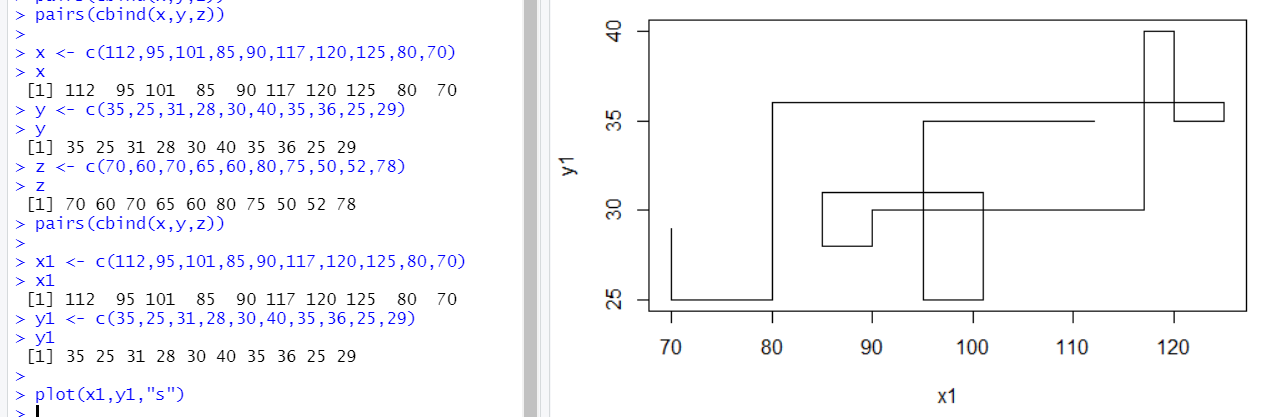 > pairs(cbind(x,y,z))
>
> x <- c(112,95,101,85,90,117,120,125,80,70)
> x
[1] 112  95 101  85  90 117 120 125  80  70
> y <- c(35,25,31,28,30,40,35,36,25,29)
> y
[1] 35 25 31 28 30 40 35 36 25 29
> z <- c(70,60,70,65,60,80,75,50,52,78)
> z
[1] 70 60 70 65 60 80 75 50 52 78
> pairs(cbind(x,y,z))
>
> x1 <- c(112,95,101,85,90,117,120,125,80,70)
> x1
[1] 112  95 101  85  90 117 120 125  80  70
> y1 <- c(35,25,31,28,30,40,35,36,25,29)
> y1
[1] 35 25 31 28 30 40 35 36 25 29
>
> plot(x1,y1,"s")
>
40
35
30
25
y1
70 80 90 100 110 120
x1